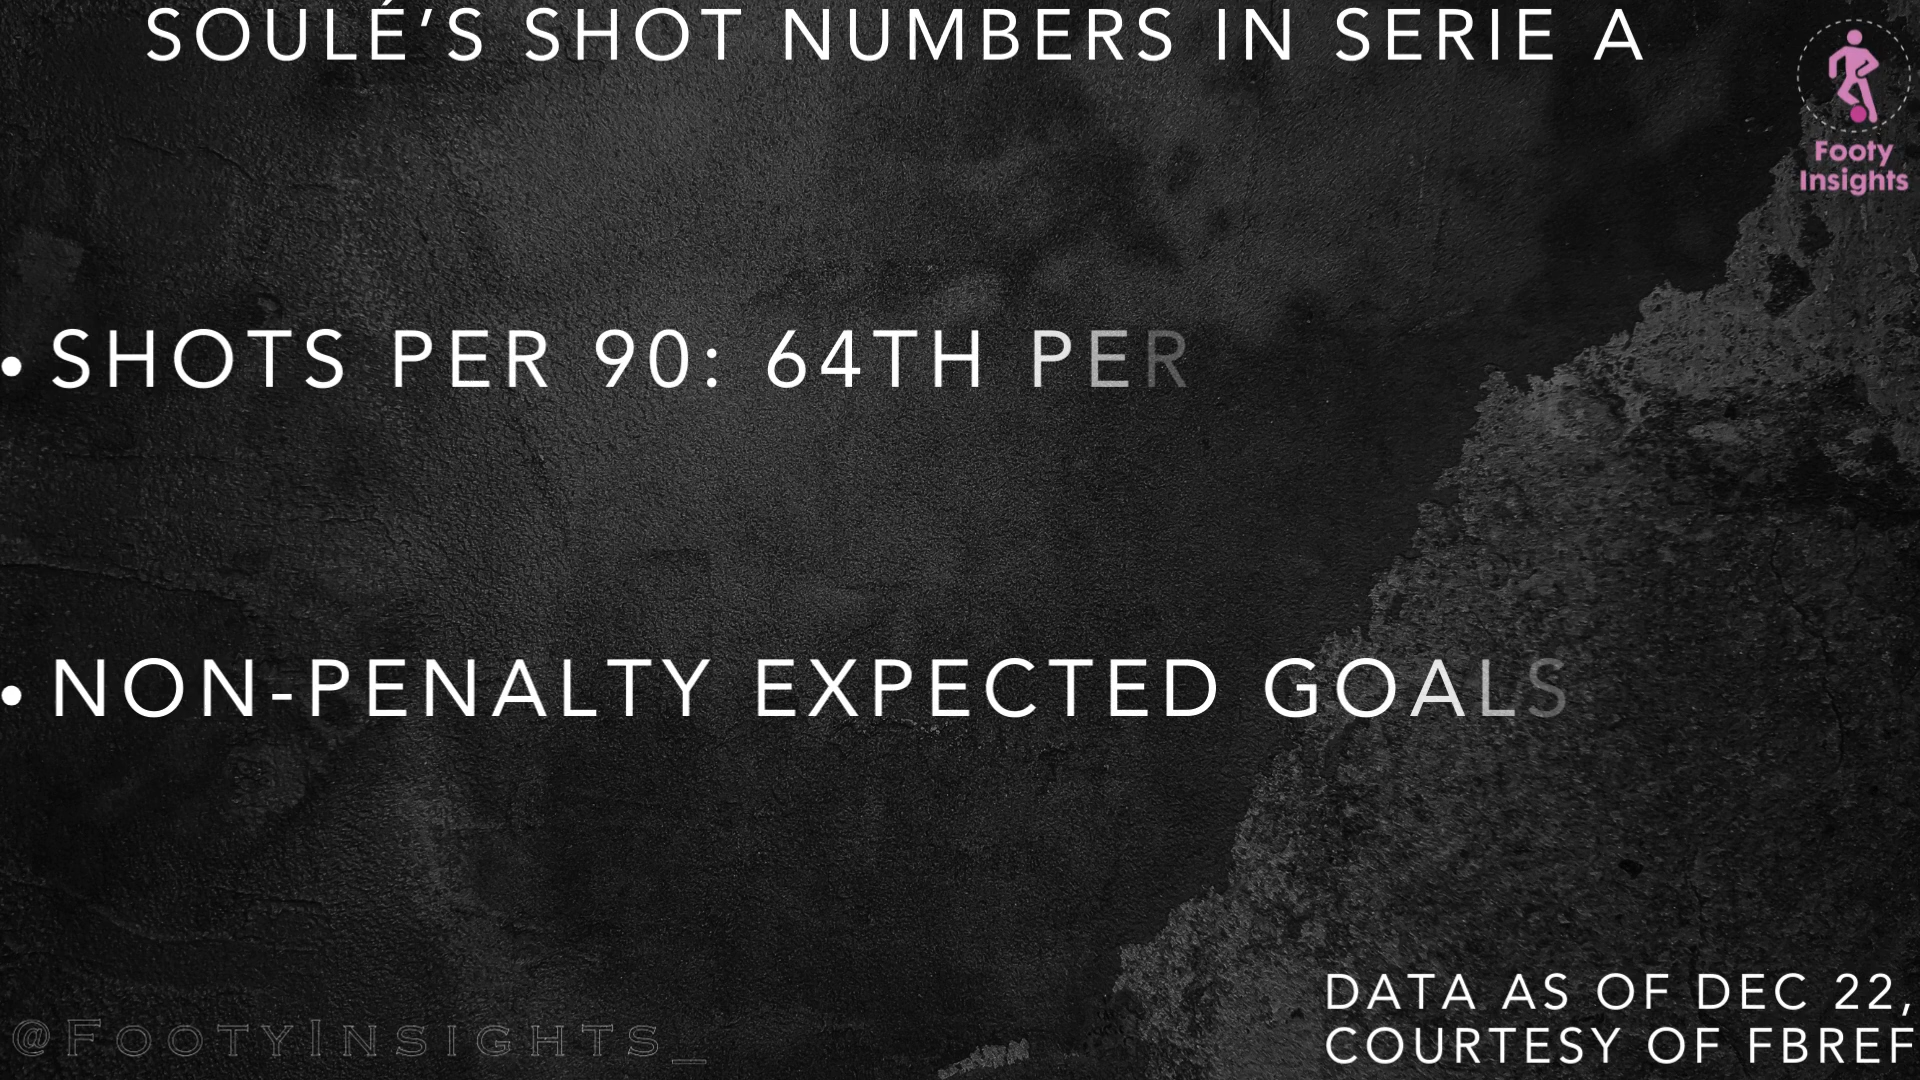 SOULÉ’S SHOT NUMBERS IN SERIE A
Footy
Insights
• SHOTS PER 90: 64TH PER
• NON-PENALTY EXPECTED GOALS
DATA AS OF DEC 22,
COURTESY OF FBREF
@FOOTYINSIGHTS_